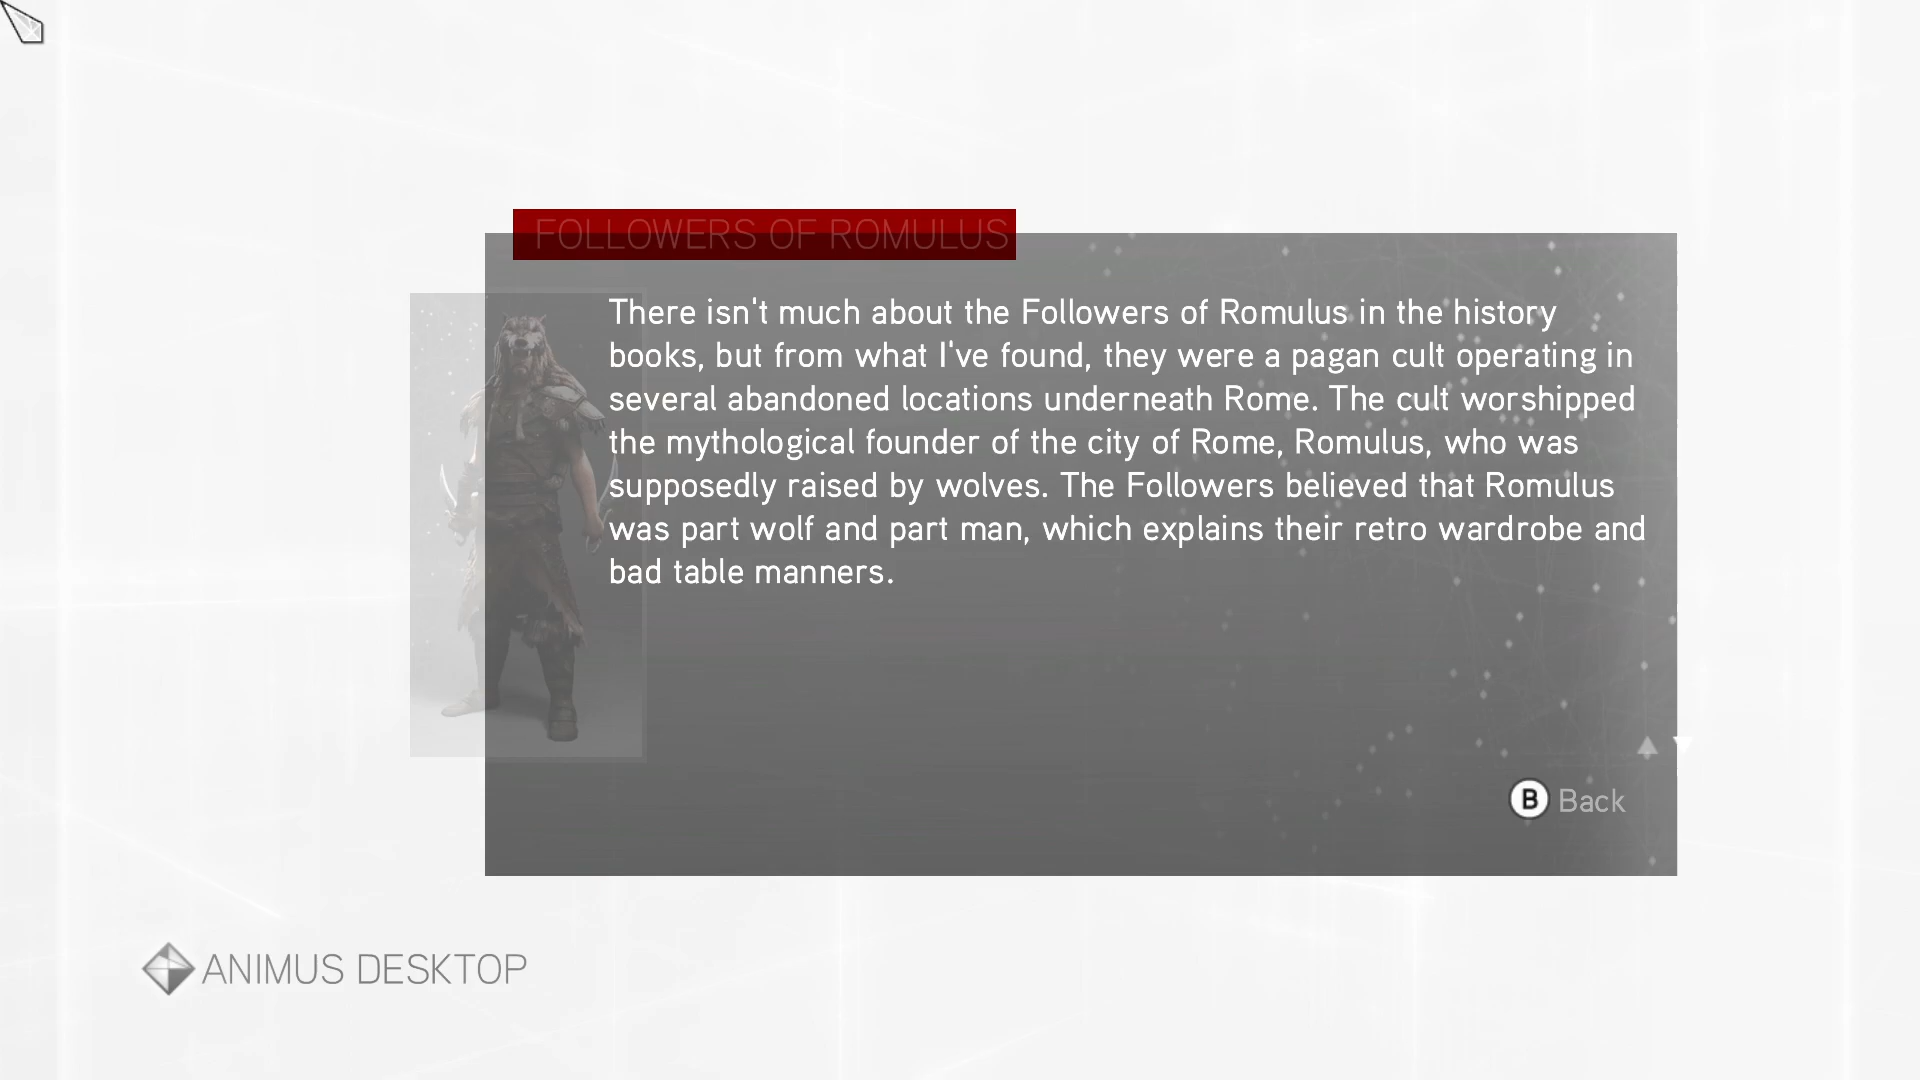 FOLLOWERS OF ROMULUS
There isn't much about the Followers of Romulus in the history
books, but from what I've found, they were a pagan cult operating in
several abandoned locations underneath Rome. The cult worshipped
the mythological founder of the city of Rome, Romulus, who was
supposedly raised by wolves. The Followers believed that Romulus
was part wolf and part man, which explains their retro wardrobe and
bad table manners.
B Back
ANIMUS DESKTOP